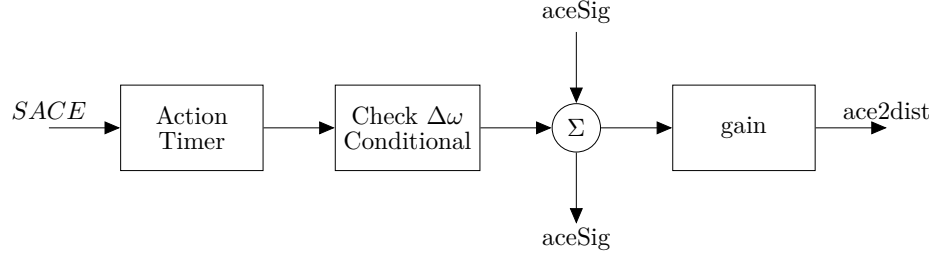 aceSig
SACE
Action
Timer
Check Δω
Conditional
Σ
gain
ace2dist
aceSig